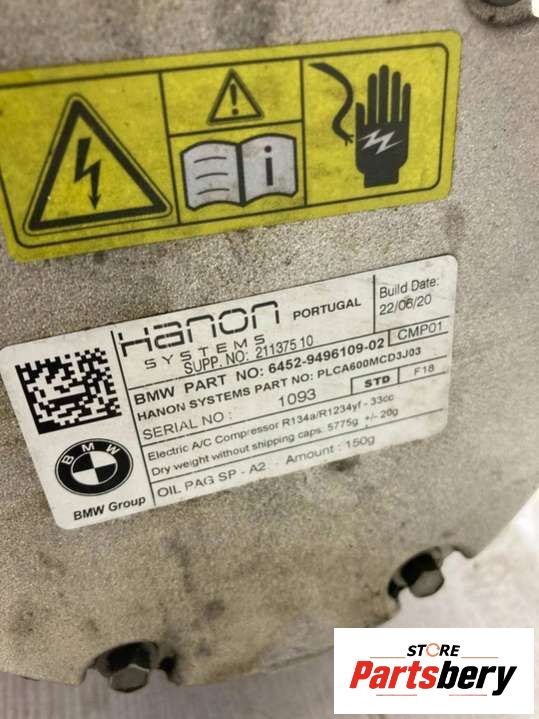 Hanon
SYSTEMS
PORTUGAL
Build Date:
22/06/20
SUPP. NO: 211375 10
BMW PART NO: 6452-9496109-02
CMP01
HANON SYSTEMS PART NO: PLCA600MCD3J03
SERIAL NO : 1093
STD
F18
Electric A/C Compressor R134a/R1234yf - 33cc
Dry weight without shipping caps: 5775g +/- 20g
OIL PAG SP - A2 Amount : 150g
BMW
BMW Group
STORE
Partsbery